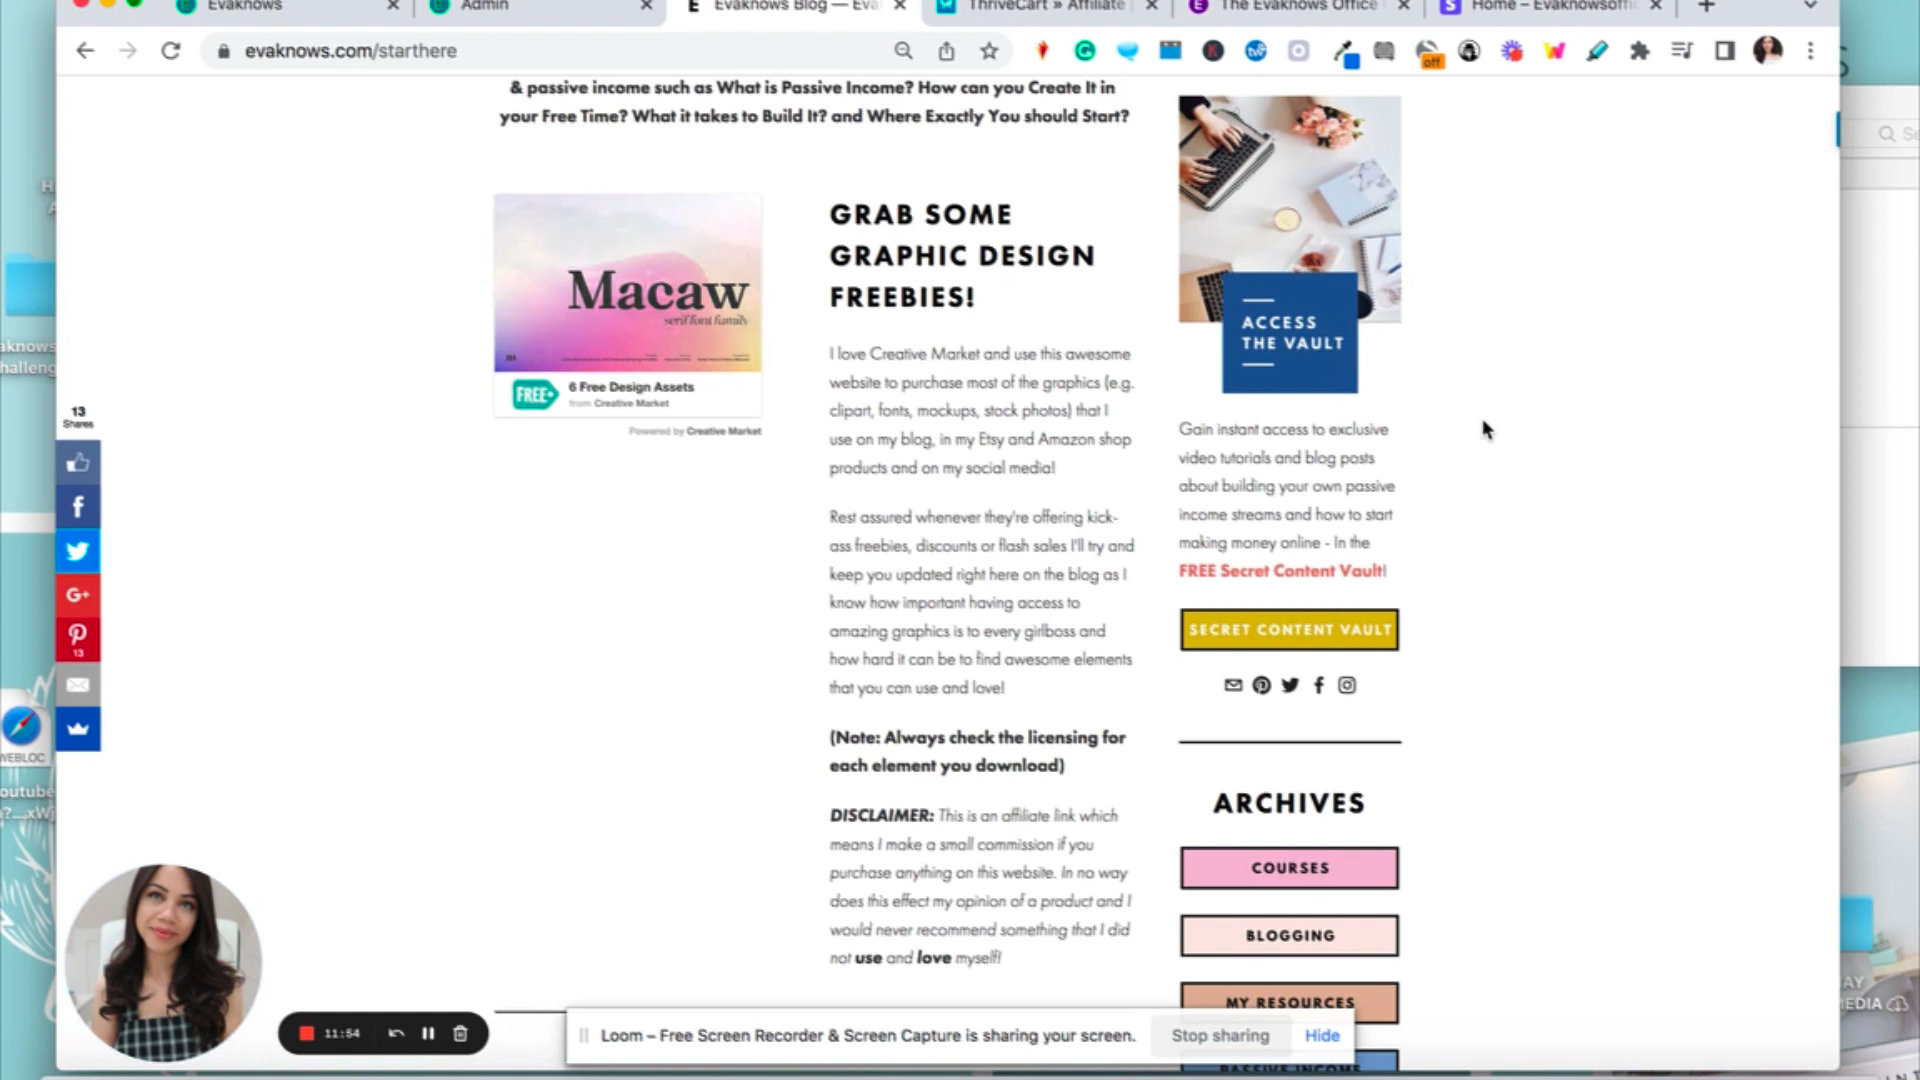 Evaknows
Admin
Evaknows Blog — Eva
ThriveCart » Affiliate
The Evaknows Office
Home – Evaknowsoffi
evaknows.com/starthere
off
& passive income such as What is Passive Income? How can you Create It in
your Free Time? What it takes to Build It? and Where Exactly You should Start?
Macaw
serif font family
FREE
6 Free Design Assets
from Creative Market
Powered by Creative Market
GRAB SOME
GRAPHIC DESIGN
FREEBIES!
I love Creative Market and use this awesome
website to purchase most of the graphics (e.g.
clipart, fonts, mockups, stock photos) that I
use on my blog, in my Etsy and Amazon shop
products and on my social media!
Rest assured whenever they're offering kick-
ass freebies, discounts or flash sales I'll try and
keep you updated right here on the blog as I
know how important having access to
amazing graphics is to every girlboss and
how hard it can be to find awesome elements
that you can use and love!
(Note: Always check the licensing for
each element you download)
DISCLAIMER: This is an affiliate link which
means I make a small commission if you
purchase anything on this website. In no way
does this effect my opinion of a product and I
would never recommend something that I did
not use and love myself!
ACCESS
THE VAULT
Gain instant access to exclusive
video tutorials and blog posts
about building your own passive
income streams and how to start
making money online - In the
FREE Secret Content Vault!
SECRET CONTENT VAULT
ARCHIVES
COURSES
BLOGGING
MY RESOURCES
PASSIVE INCOME
13
Shares
G+
13
aknows
hallen
WEBLOC
outube
n?...xWj
11:54
Loom – Free Screen Recorder & Screen Capture is sharing your screen.
Stop sharing
Hide
AY
EDIA